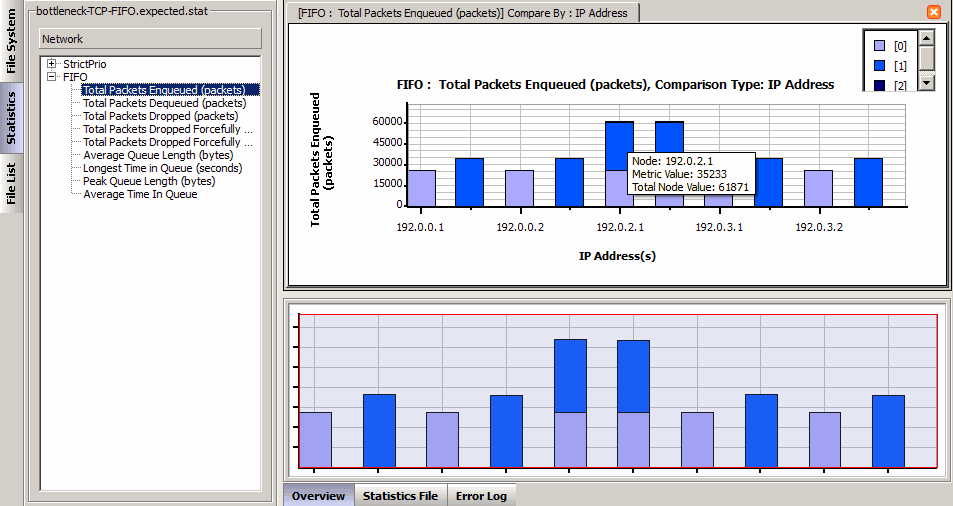 File System
Statistics
File List
bottleneck-TCP-FIFO.expected.stat
Network
StrictPrio
FIFO
Total Packets Enqueued (packets)
Total Packets Dequeued (packets)
Total Packets Dropped (packets)
Total Packets Dropped Forcefully ...
Total Packets Dropped Forcefully ...
Average Queue Length (bytes)
Longest Time in Queue (seconds)
Peak Queue Length (bytes)
Average Time In Queue
[FIFO : Total Packets Enqueued (packets)] Compare By : IP Address
[0]
[1]
[2]
FIFO : Total Packets Enqueued (packets), Comparison Type: IP Address
Total Packets Enqueued
(packets)
60000
45000
30000
15000
0
Node: 192.0.2.1
Metric Value: 35233
Total Node Value: 61871
192.0.0.1
192.0.0.2
192.0.2.1
192.0.3.1
192.0.3.2
IP Address(s)
Overview
Statistics File
Error Log